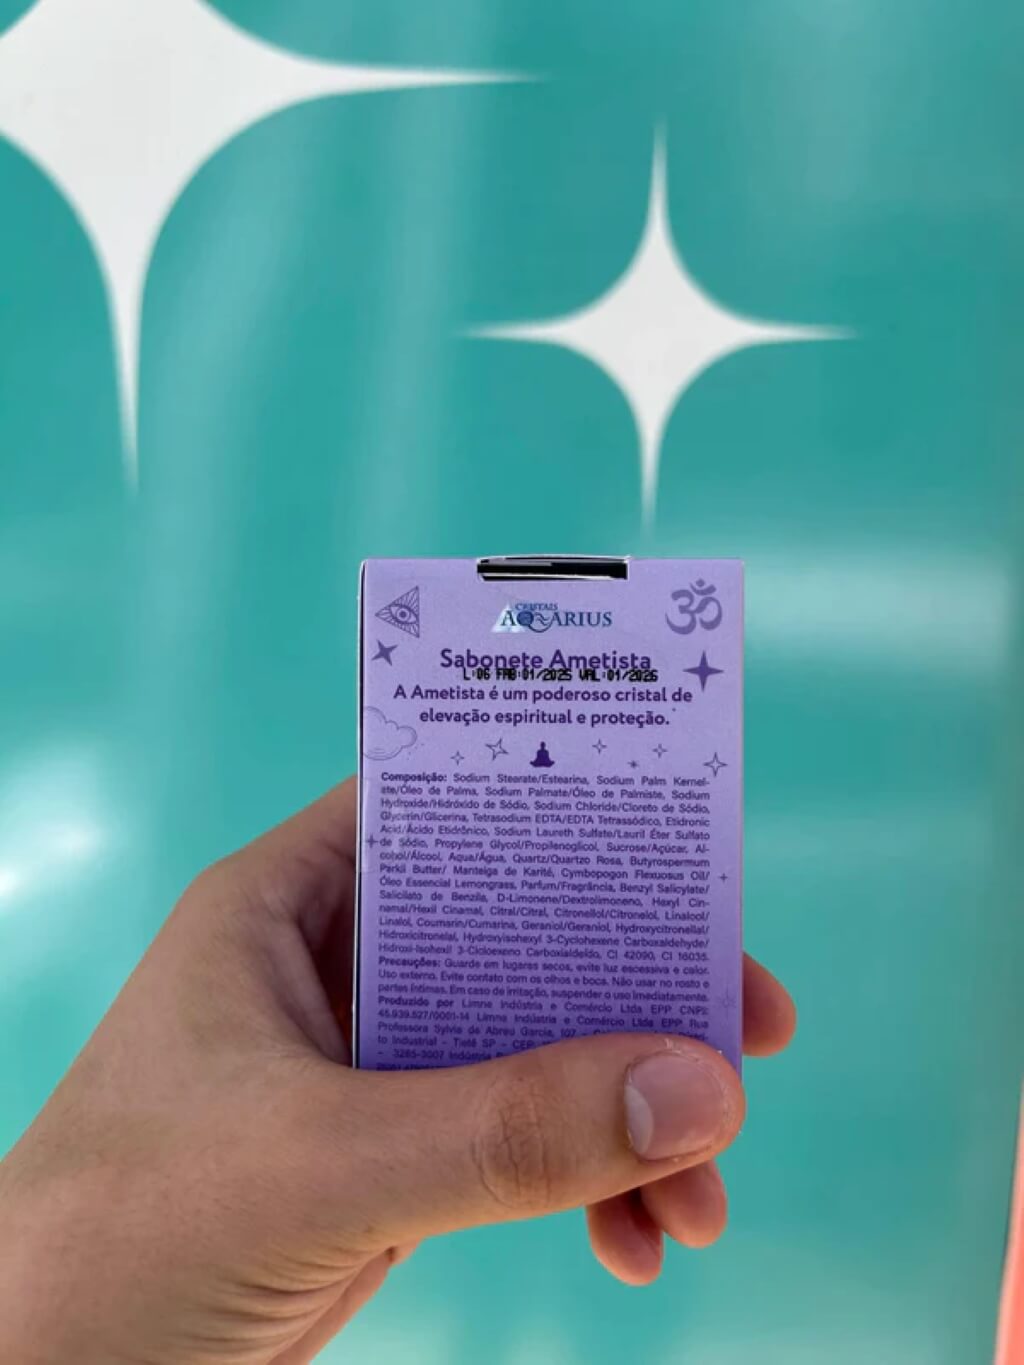 CRISTAIS
AQUARIUS
Sabonete Ametista
L:06 FAB:01/2025 VAL:01/2026
A Ametista é um poderoso cristal de
elevação espiritual e proteção.
Composição: Sodium Stearate/Estearina, Sodium Palm Kernel-
ate/Óleo de Palma, Sodium Palmate/Óleo de Palmiste, Sodium
Hydroxide/Hidróxido de Sódio, Sodium Chloride/Cloreto de Sódio,
Glycerin/Glicerina, Tetrasodium EDTA/EDTA Tetrassódico, Etidronic
Acid/Ácido Etidrônico, Sodium Laureth Sulfate/Lauril Éter Sulfato
de Sódio, Propylene Glycol/Propilenoglicol, Sucrose/Açúcar, Al-
cohol/Álcool, Aqua/Água, Quartz/Quartzo Rosa, Butyrospermum
Parkii Butter/ Manteiga de Karité, Cymbopogon Flexuosus Oil/
Óleo Essencial Lemongrass, Parfum/Fragrância, Benzyl Salicylate/
Salicilato de Benzila, D-Limonene/Dextrolimoneno, Hexyl Cin-
namal/Hexil Cinamal, Citral/Citral, Citronellol/Citronelol, Linalool/
Linalol, Coumarin/Cumarina, Geraniol/Geraniol, Hydroxycitronellal/
Hidroxicitronelal, Hydroxyisohexyl 3-Cyclohexene Carboxaldehyde/
Hidroxi-Isohexil 3-Cicloexeno Carboxialdeído, CI 42090, CI 16035.
Precauções: Guarde em lugares secos, evite luz excessiva e calor.
Uso externo. Evite contato com os olhos e boca. Não usar no rosto e
partes íntimas. Em caso de irritação, suspender o uso imediatamente.
Produzido por Limne Indústria e Comércio Ltda EPP CNPJ:
45.939.527/0001-14 Limne Indústria e Comércio Ltda EPP Rua
Professora Sylvia de Abreu Garcia, 107 -
to Industrial - Tietê SP - CEP:
- 3285-3007 Indústria